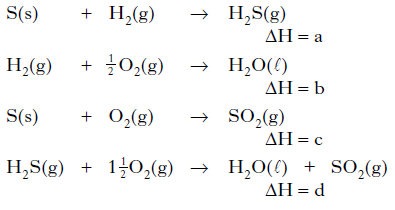 S(s) + H₂(g) → H₂S(g)
ΔH = a
H₂(g) + ½O₂(g) → H₂O(ℓ)
ΔH = b
S(s) + O₂(g) → SO₂(g)
ΔH = c
H₂S(g) + 1½O₂(g) → H₂O(ℓ) + SO₂(g)
ΔH = d